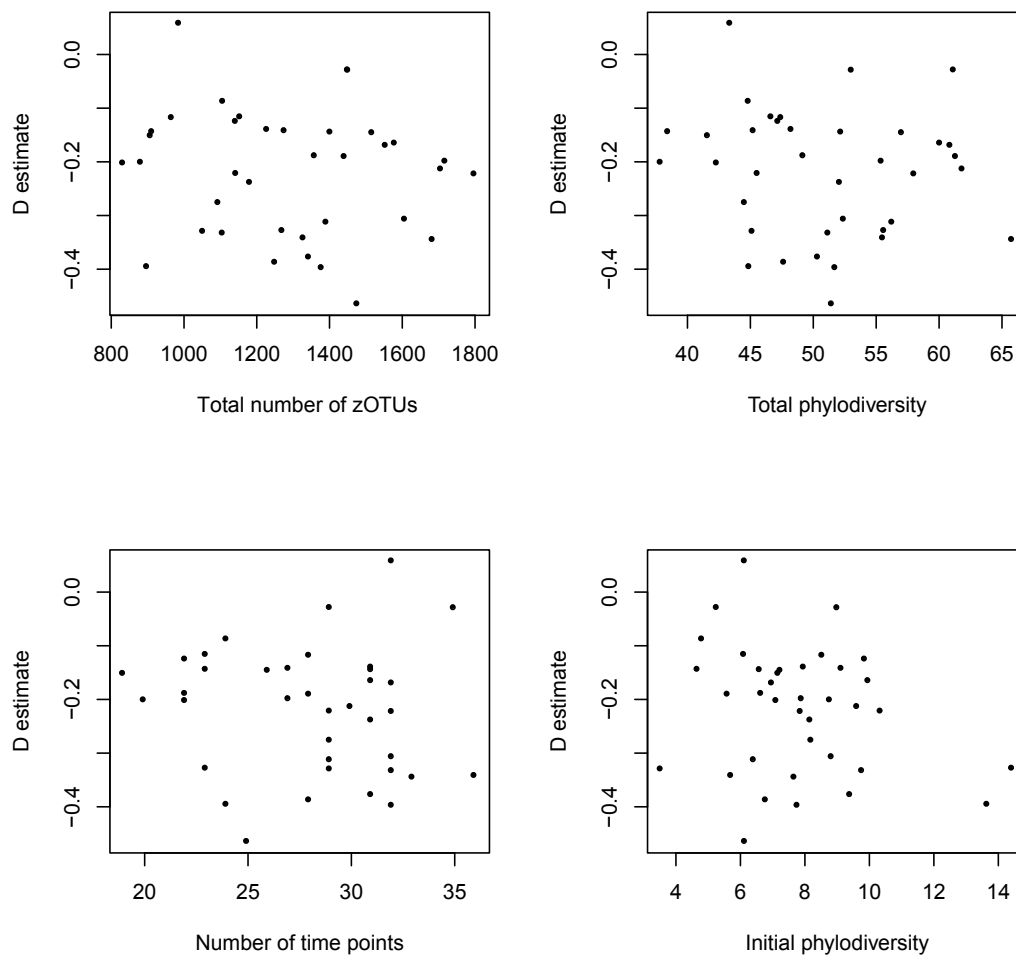 D estimate
0.0
−0.2
−0.4
800 1000 1200 1400 1600 1800
Total number of zOTUs
D estimate
0.0
−0.2
−0.4
40 45 50 55 60 65
Total phylodiversity
D estimate
0.0
−0.2
−0.4
20 25 30 35
Number of time points
D estimate
0.0
−0.2
−0.4
4 6 8 10 12 14
Initial phylodiversity